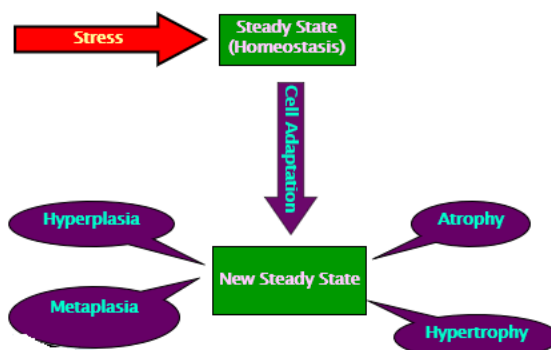 Stress
Steady State
(Homeostasis)
Cell Adaptation
Hyperplasia
Atrophy
New Steady State
Metaplasia
Hypertrophy